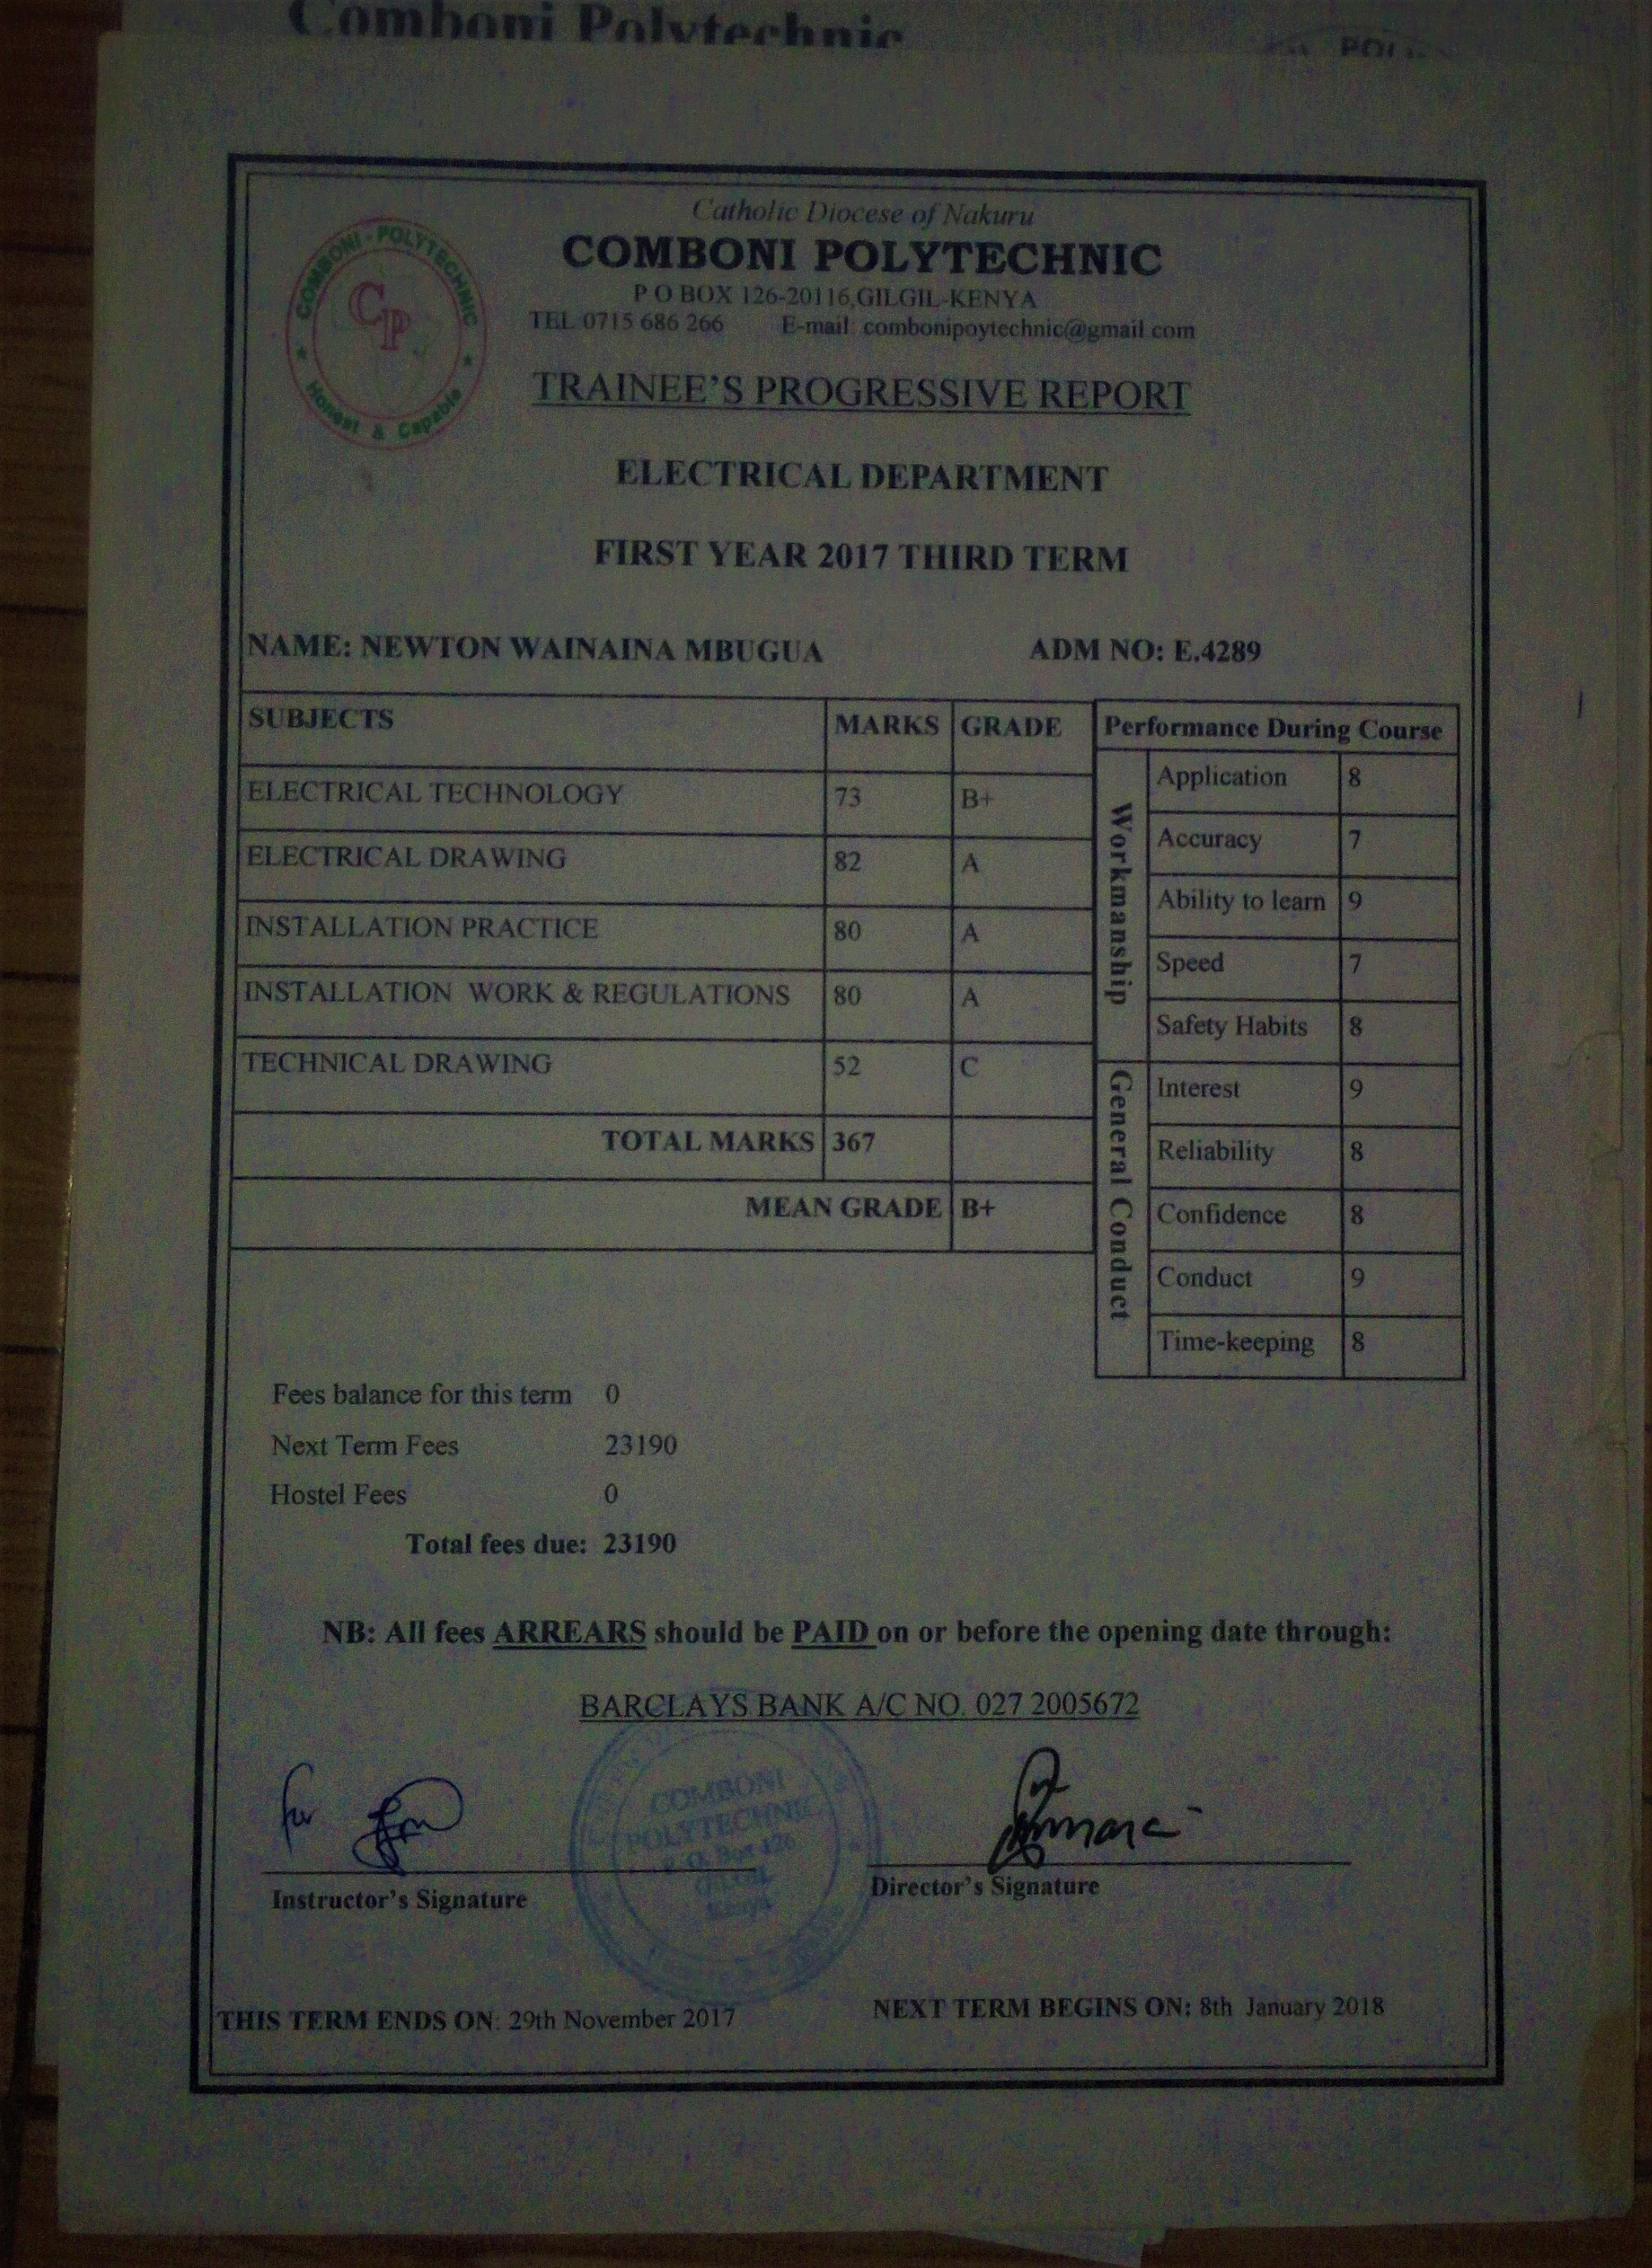 Comboni Polytechnic
Catholic Diocese of Nakuru
COMBONI POLYTECHNIC
P O BOX 126-20116,GILGIL-KENYA
TEL 0715 686 266 E-mail: combonipoytechnic@gmail.com
COMBONI - POLYTECHNIC
CP
Honest & Capable
TRAINEE'S PROGRESSIVE REPORT
ELECTRICAL DEPARTMENT
FIRST YEAR 2017 THIRD TERM
NAME: NEWTON WAINAINA MBUGUA ADM NO: E.4289
SUBJECTS MARKS GRADE
ELECTRICAL TECHNOLOGY 73 B+
ELECTRICAL DRAWING 82 A
INSTALLATION PRACTICE 80 A
INSTALLATION WORK & REGULATIONS 80 A
TECHNICAL DRAWING 52 C
TOTAL MARKS 367
MEAN GRADE B+
Performance During Course
Workmanship
Application 8
Accuracy 7
Ability to learn 9
Speed 7
Safety Habits 8
General Conduct
Interest 9
Reliability 8
Confidence 8
Conduct 9
Time-keeping 8
Fees balance for this term 0
Next Term Fees 23190
Hostel Fees 0
Total fees due: 23190
NB: All fees ARREARS should be PAID on or before the opening date through:
BARCLAYS BANK A/C NO. 027 2005672
COMBONI
POLYTECHNIC
P. O. Box 126
Instructor's Signature
Director's Signature
THIS TERM ENDS ON: 29th November 2017
NEXT TERM BEGINS ON: 8th January 2018